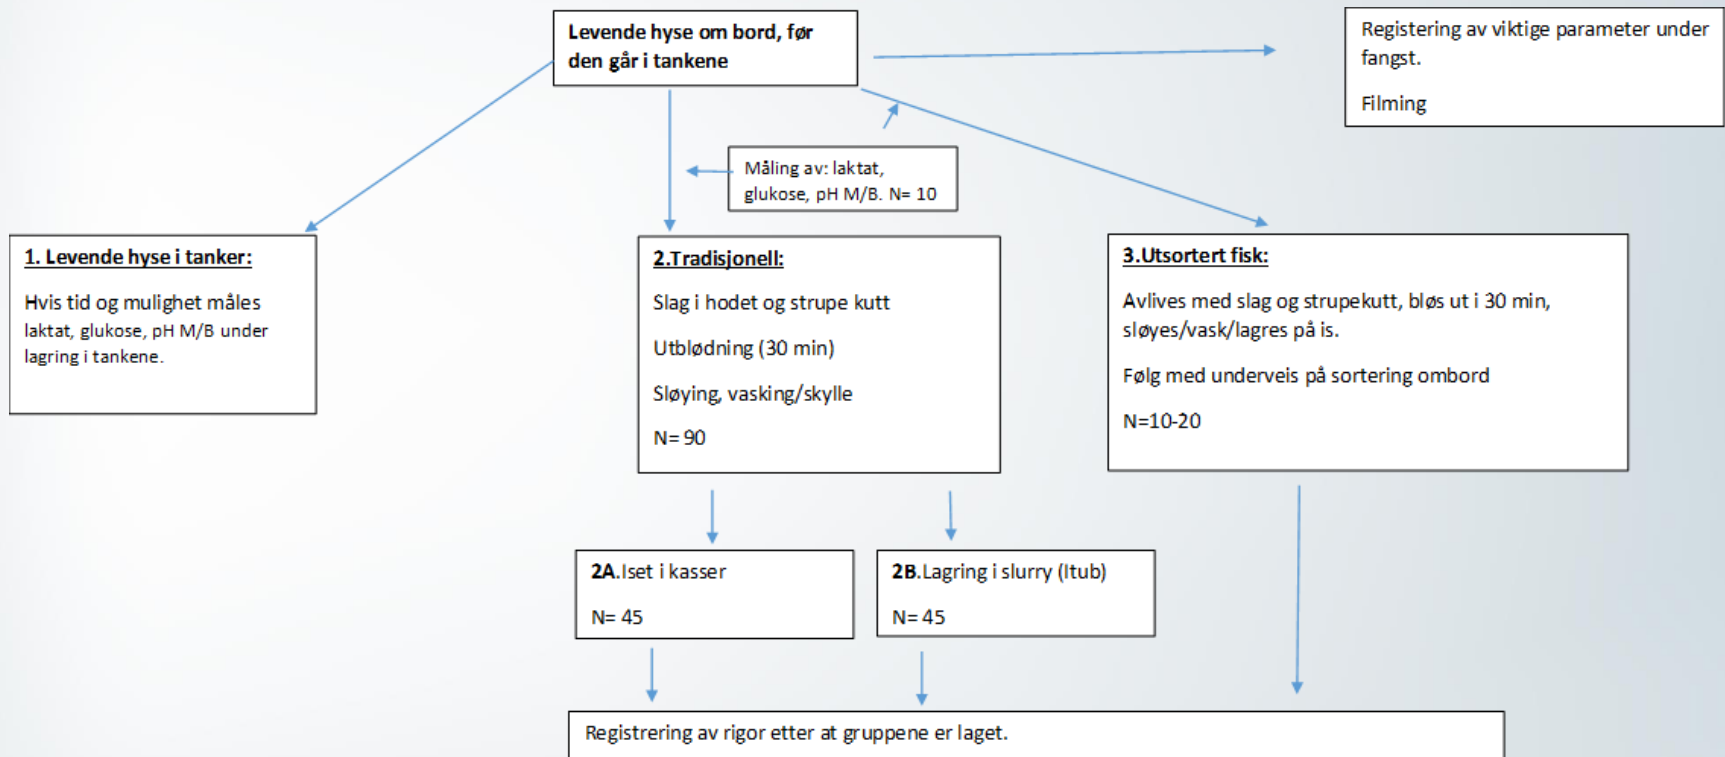 Levende hyse om bord, før
den går i tankene
Registering av viktige parameter under
fangst.
Filming
Måling av: laktat,
glukose, pH M/B. N= 10
1. Levende hyse i tanker:
Hvis tid og mulighet måles
laktat, glukose, pH M/B under
lagring i tankene.
2.Tradisjonell:
Slag i hodet og strupe kutt
Utblødning (30 min)
Sløying, vasking/skylle
N= 90
3.Utsortert fisk:
Avlives med slag og strupekutt, bløs ut i 30 min,
sløyes/vask/lagres på is.
Følg med underveis på sortering ombord
N=10-20
2A.Iset i kasser
N= 45
2B.Lagring i slurry (Itub)
N= 45
Registrering av rigor etter at gruppene er laget.